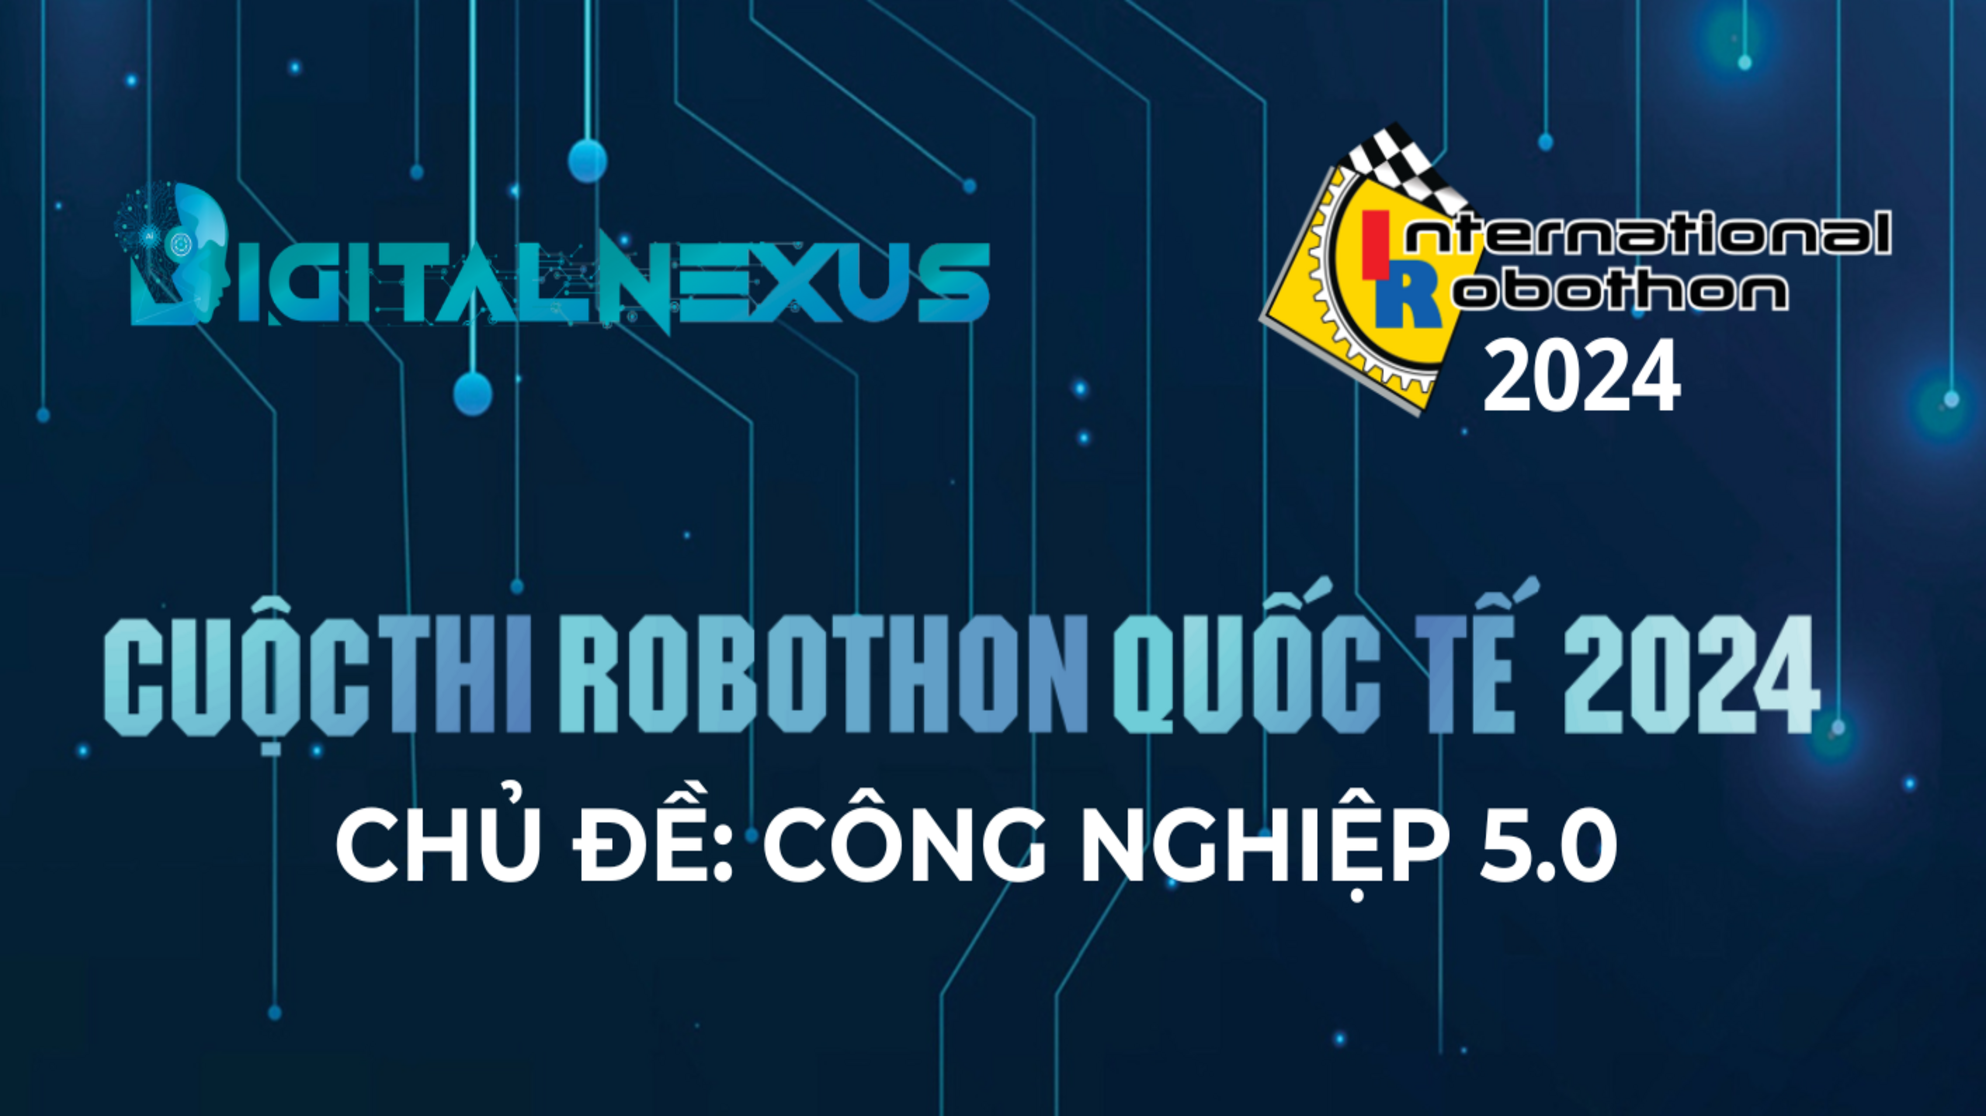 DIGITALNEXUS
International
Robothon
2024
CUỘC THI ROBOTHON QUỐC TẾ 2024
CHỦ ĐỀ: CÔNG NGHIỆP 5.0